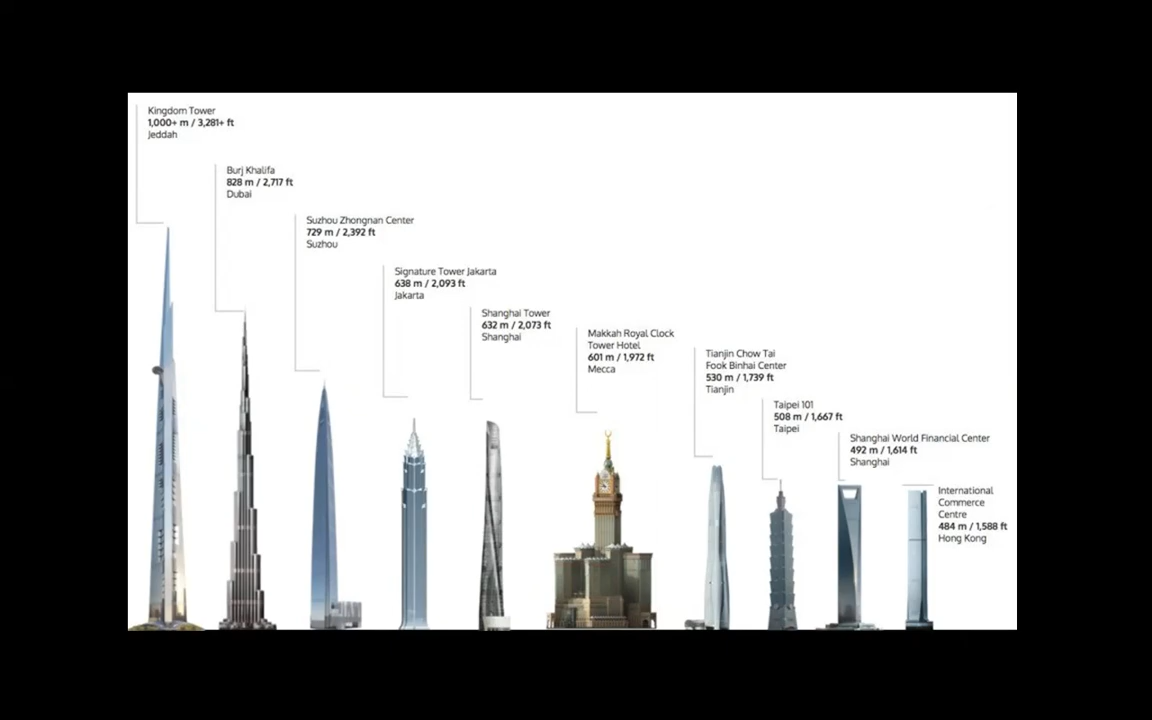 Kingdom Tower
1,000+ m / 3,281+ ft
Jeddah
Burj Khalifa
828 m / 2,717 ft
Dubai
Suzhou Zhongnan Center
729 m / 2,392 ft
Suzhou
Signature Tower Jakarta
638 m / 2,093 ft
Jakarta
Shanghai Tower
632 m / 2,073 ft
Shanghai
Makkah Royal Clock
Tower Hotel
601 m / 1,972 ft
Mecca
Tianjin Chow Tai
Fook Binhai Center
530 m / 1,739 ft
Tianjin
Taipei 101
508 m / 1,667 ft
Taipei
Shanghai World Financial Center
492 m / 1,614 ft
Shanghai
International
Commerce
Centre
484 m / 1,588 ft
Hong Kong